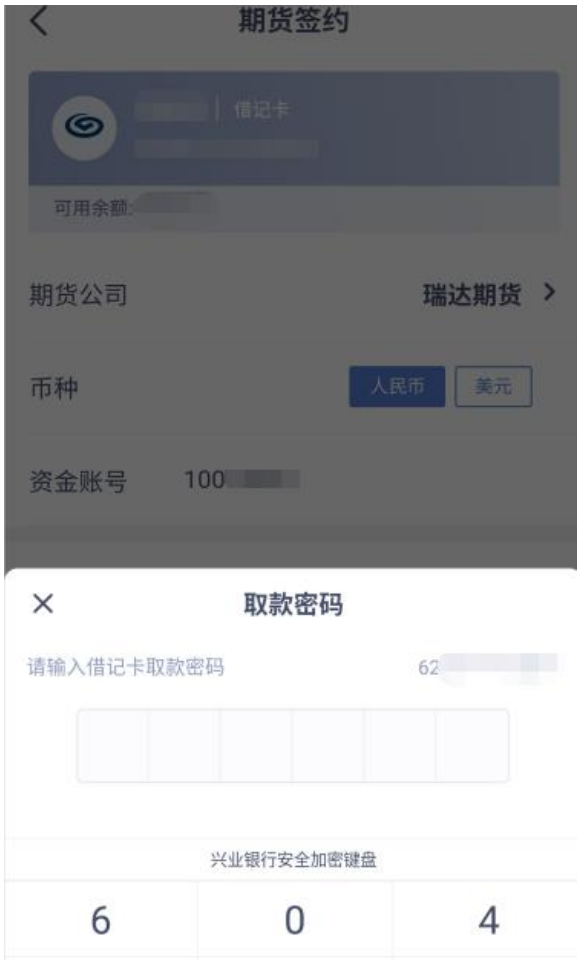 期货签约
借记卡
可用余额:
期货公司 瑞达期货
币种 人民币 美元
资金账号 100
取款密码
请输入借记卡取款密码 62
兴业银行安全加密键盘
6 0 4